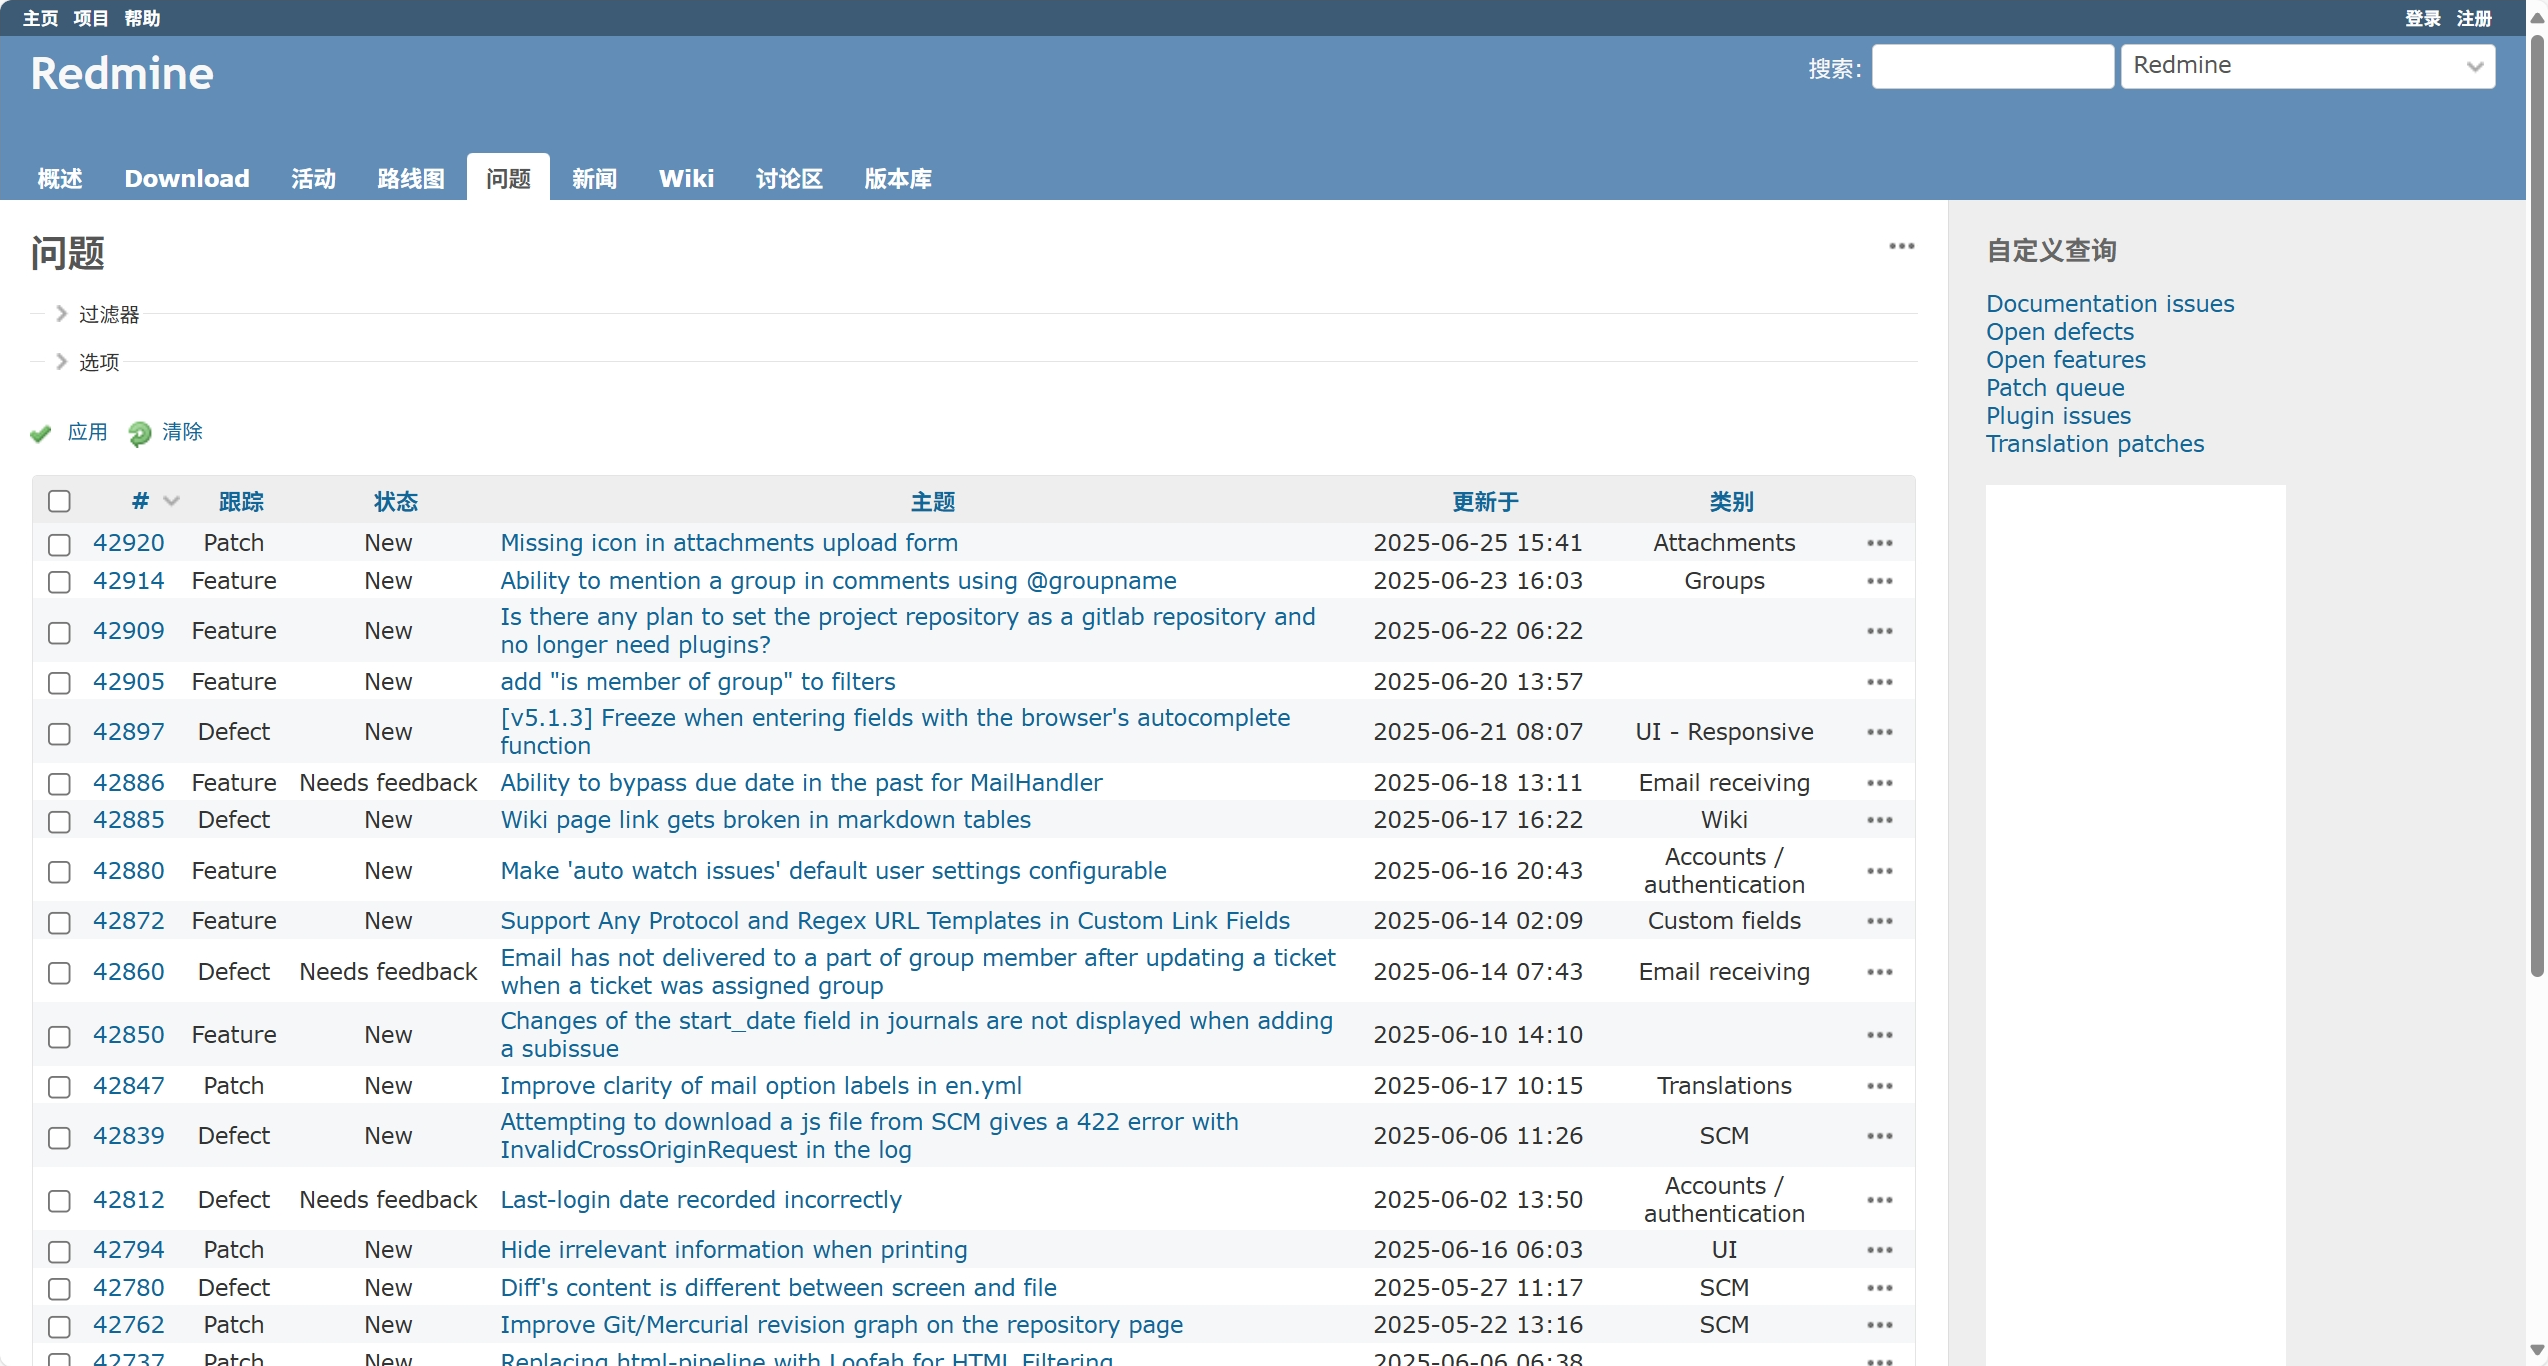 主页 项目 帮助
登录 注册
Redmine
搜索:
Redmine
概述 Download 活动 路线图 问题 新闻 Wiki 讨论区 版本库
问题
过滤器
选项
应用 清除
# 跟踪 状态 主题 更新于 类别
42920 Patch New Missing icon in attachments upload form 2025-06-25 15:41 Attachments
42914 Feature New Ability to mention a group in comments using @groupname 2025-06-23 16:03 Groups
42909 Feature New Is there any plan to set the project repository as a gitlab repository and
no longer need plugins? 2025-06-22 06:22
42905 Feature New add "is member of group" to filters 2025-06-20 13:57
42897 Defect New [v5.1.3] Freeze when entering fields with the browser's autocomplete
function 2025-06-21 08:07 UI - Responsive
42886 Feature Needs feedback Ability to bypass due date in the past for MailHandler 2025-06-18 13:11 Email receiving
42885 Defect New Wiki page link gets broken in markdown tables 2025-06-17 16:22 Wiki
42880 Feature New Make 'auto watch issues' default user settings configurable 2025-06-16 20:43 Accounts /
authentication
42872 Feature New Support Any Protocol and Regex URL Templates in Custom Link Fields 2025-06-14 02:09 Custom fields
42860 Defect Needs feedback Email has not delivered to a part of group member after updating a ticket
when a ticket was assigned group 2025-06-14 07:43 Email receiving
42850 Feature New Changes of the start_date field in journals are not displayed when adding
a subissue 2025-06-10 14:10
42847 Patch New Improve clarity of mail option labels in en.yml 2025-06-17 10:15 Translations
42839 Defect New Attempting to download a js file from SCM gives a 422 error with
InvalidCrossOriginRequest in the log 2025-06-06 11:26 SCM
42812 Defect Needs feedback Last-login date recorded incorrectly 2025-06-02 13:50 Accounts /
authentication
42794 Patch New Hide irrelevant information when printing 2025-06-16 06:03 UI
42780 Defect New Diff's content is different between screen and file 2025-05-27 11:17 SCM
42762 Patch New Improve Git/Mercurial revision graph on the repository page 2025-05-22 13:16 SCM
42737 Patch New Replacing html-pipeline with Loofah for HTML Filtering 2025-06-06 06:38
自定义查询
Documentation issues
Open defects
Open features
Patch queue
Plugin issues
Translation patches